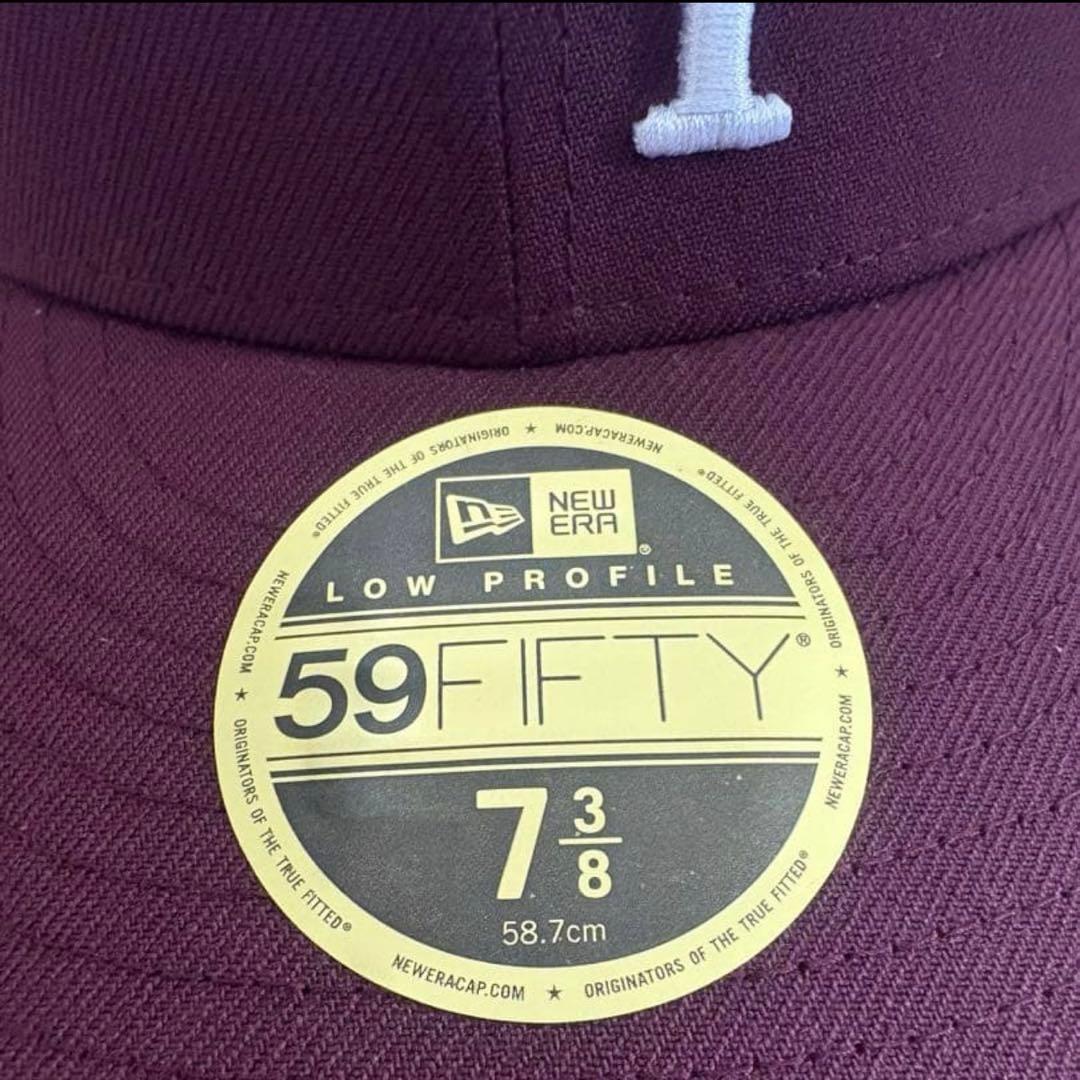 NEW
ERA®
LOW PROFILE
59FIFTY®
7 3/8
58.7cm
NEWERACAP.COM ★ ORIGINATORS OF THE TRUE FITTED®
NEWERACAP.COM ★ ORIGINATORS OF THE TRUE FITTED®
NEWERACAP.COM ★ ORIGINATORS OF THE TRUE FITTED®
NEWERACAP.COM ★ ORIGINATORS OF THE TRUE FITTED®